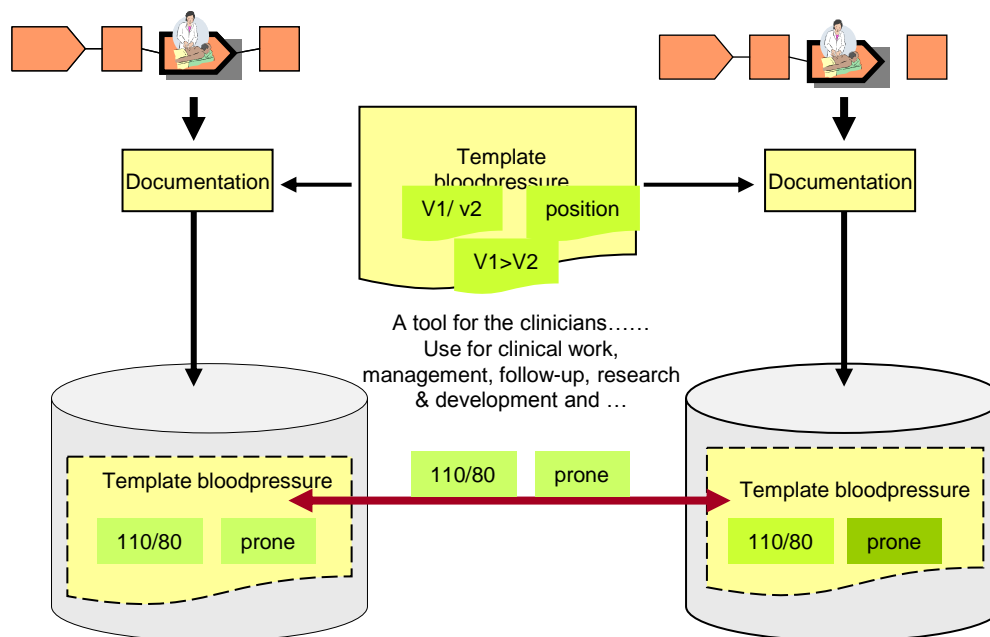 Template
bloodpressure
Documentation
Documentation
V1/ v2
position
V1>V2
A tool for the clinicians……
Use for clinical work,
management, follow-up, research
& development and …
110/80
prone
Template bloodpressure
110/80
prone
Template bloodpressure
110/80
prone